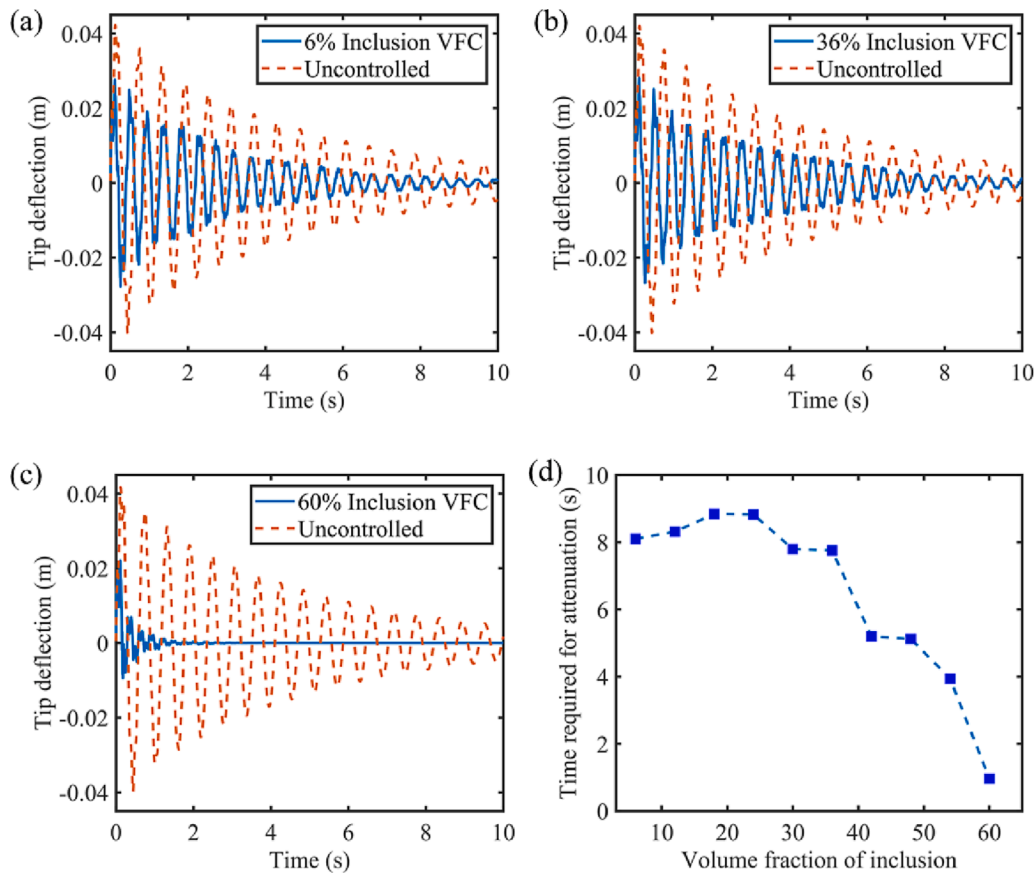 (a)
0.04
0.02
0
-0.02
-0.04
Tip deflection (m)
6% Inclusion VFC
Uncontrolled
0 2 4 6 8 10
Time (s)
(b)
0.04
0.02
0
-0.02
-0.04
Tip deflection (m)
36% Inclusion VFC
Uncontrolled
0 2 4 6 8 10
Time (s)
(c)
0.04
0.02
0
-0.02
-0.04
Tip deflection (m)
60% Inclusion VFC
Uncontrolled
0 2 4 6 8 10
Time (s)
(d)
10
8
6
4
2
0
Time required for attenuation (s)
10 20 30 40 50 60
Volume fraction of inclusion